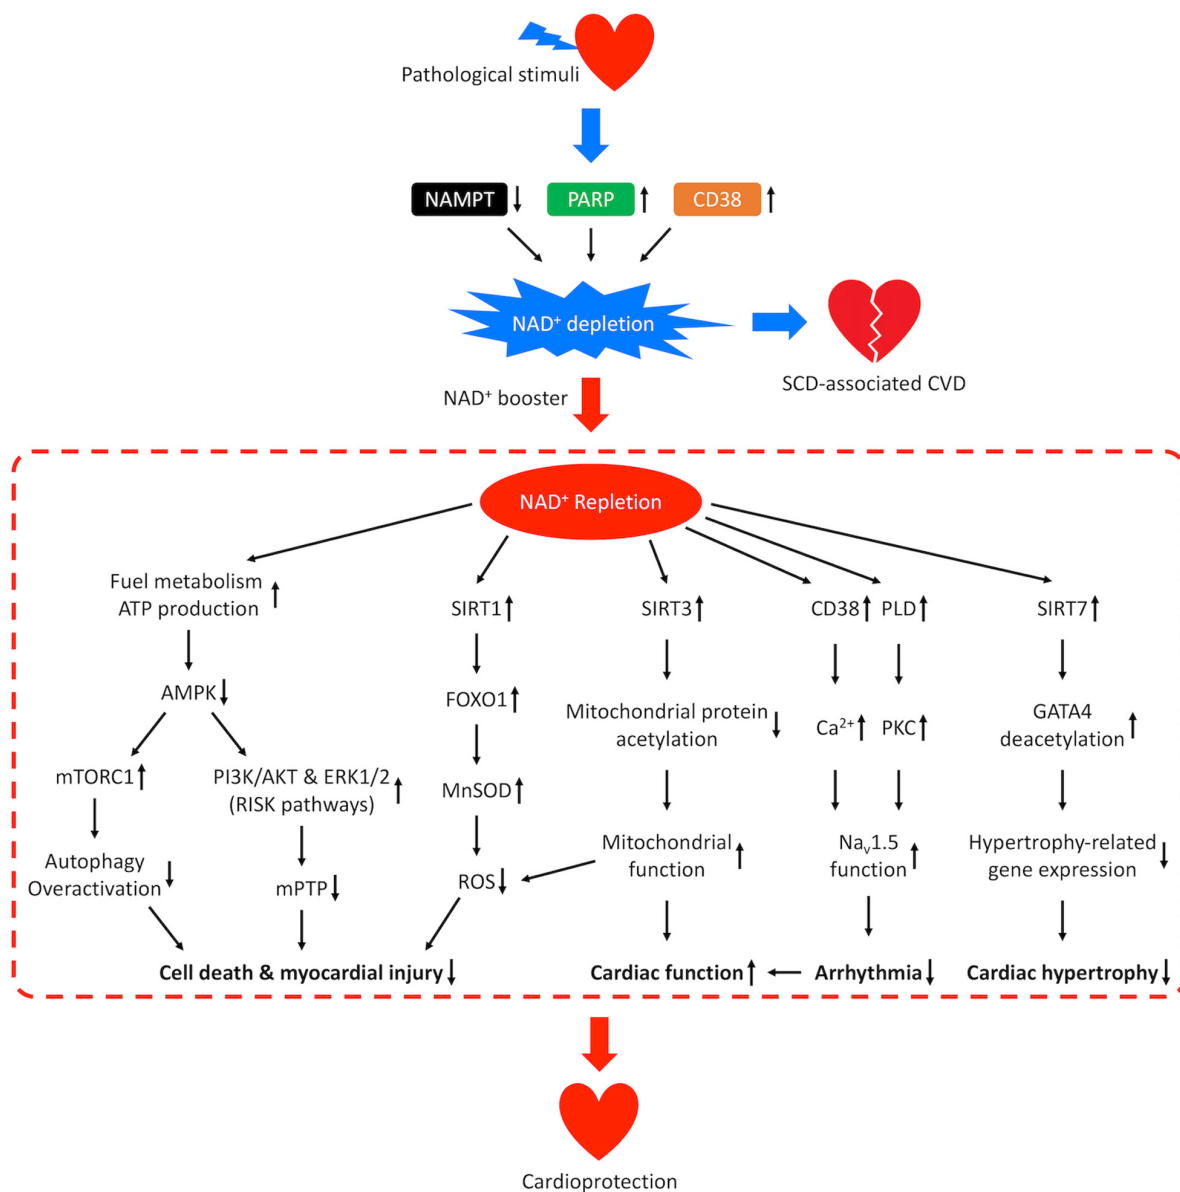 Pathological stimuli
NAMPT
PARP
CD38
NAD⁺ depletion
SCD-associated CVD
NAD⁺ booster
NAD⁺ Repletion
Fuel metabolism
ATP production
SIRT1
SIRT3
CD38
PLD
SIRT7
AMPK
FOXO1
Mitochondrial protein
acetylation
Ca²⁺
PKC
GATA4
deacetylation
mTORC1
PI3K/AKT & ERK1/2
(RISK pathways)
MnSOD
Autophagy
Overactivation
mPTP
ROS
Mitochondrial
function
Naᵥ1.5
function
Hypertrophy-related
gene expression
Cell death & myocardial injury
Cardiac function
Arrhythmia
Cardiac hypertrophy
Cardioprotection